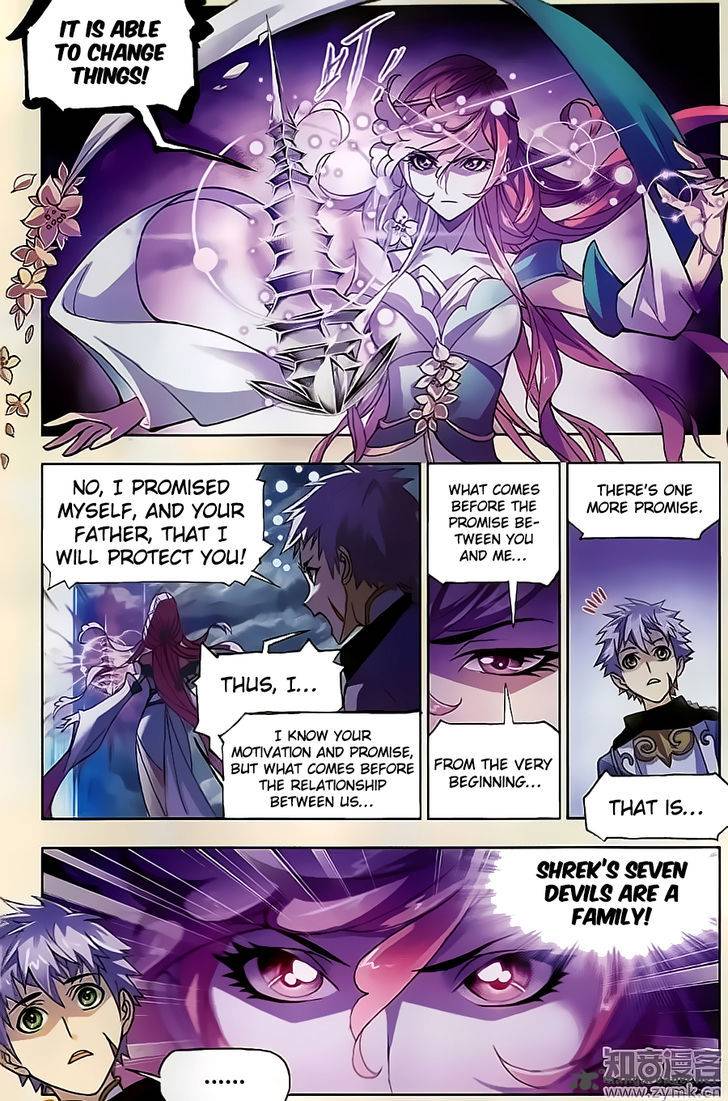 IT IS ABLE
TO CHANGE
THINGS!
NO, I PROMISED
MYSELF, AND YOUR
FATHER, THAT I
WILL PROTECT YOU!
THUS, I...
I KNOW YOUR
MOTIVATION AND PROMISE,
BUT WHAT COMES BEFORE
THE RELATIONSHIP
BETWEEN US...
WHAT COMES
BEFORE THE
PROMISE BE-
TWEEN YOU
AND ME...
FROM THE VERY
BEGINNING...
THERE'S ONE
MORE PROMISE.
THAT IS...
SHREK'S SEVEN
DEVILS ARE A
FAMILY!
......
知音漫客
www.zymk.cn